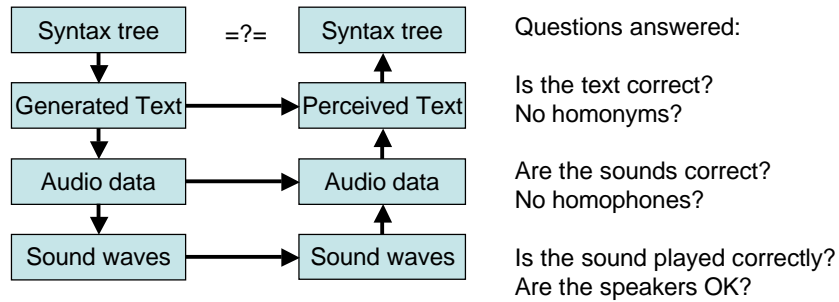 Syntax tree =?= Syntax tree Questions answered:
Is the text correct?
Generated Text Perceived Text
No homonyms?
Are the sounds correct?
Audio data Audio data
No homophones?
Sound waves Sound waves Is the sound played correctly?
Are the speakers OK?